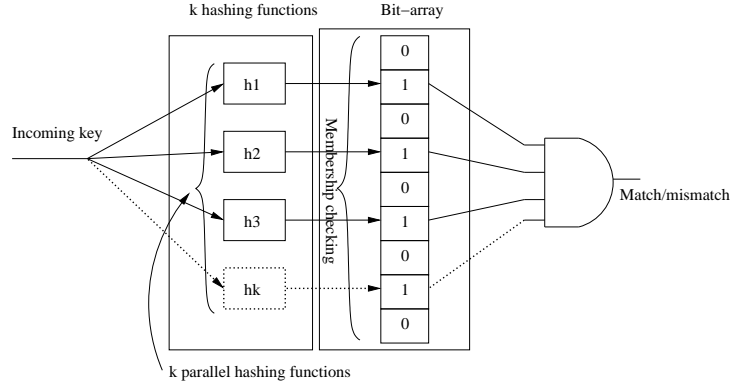 k hashing functions
Bit-array
0
h1
1
0
Incoming key
h2
1
Membership checking
0
Match/mismatch
h3
1
0
hk
1
0
k parallel hashing functions